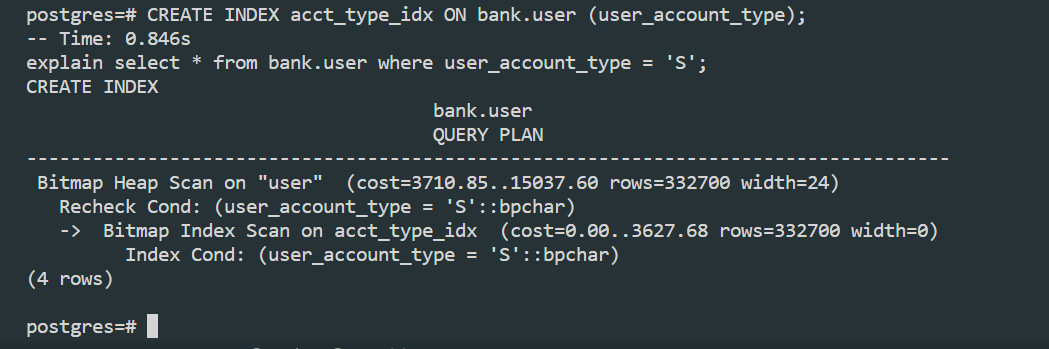 postgres=# CREATE INDEX acct_type_idx ON bank.user (user_account_type);
-- Time: 0.846s
explain select * from bank.user where user_account_type = 'S';
CREATE INDEX
bank.user
QUERY PLAN
------------------------------------------------------------------------------------
Bitmap Heap Scan on "user"  (cost=3710.85..15037.60 rows=332700 width=24)
Recheck Cond: (user_account_type = 'S'::bpchar)
->  Bitmap Index Scan on acct_type_idx  (cost=0.00..3627.68 rows=332700 width=0)
Index Cond: (user_account_type = 'S'::bpchar)
(4 rows)
postgres=#